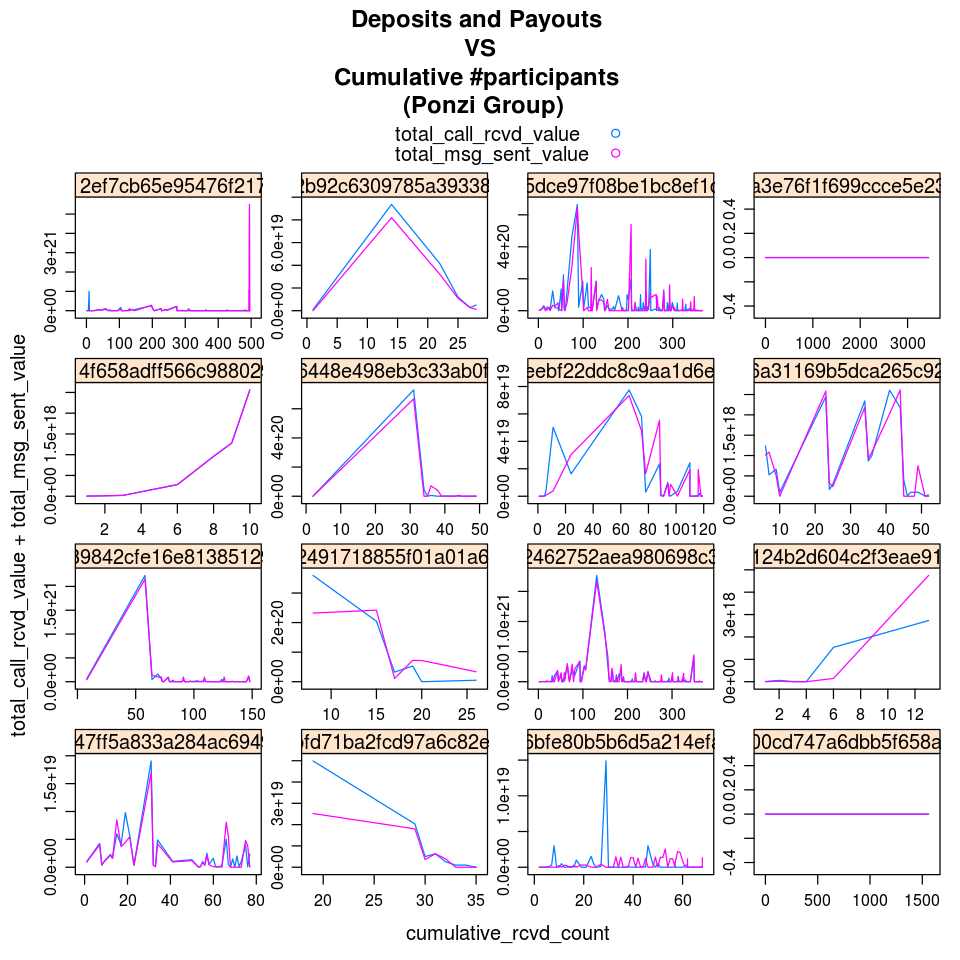 Deposits and Payouts
VS
Cumulative #participants
(Ponzi Group)
total_call_rcvd_value
total_msg_sent_value
total_call_rcvd_value + total_msg_sent_value
2ef7cb65e95476f217
2b92c6309785a39338
5dce97f08be1bc8ef1
a3e76f1f699ccce5e23
0e+00 3e+21
0.0e+00 6.0e+19
0e+00 4e+20
-0.4 0.0 0.2 0.4
0 100 200 300 400 500
0 5 10 15 20 25
0 100 200 300
0 1000 2000 3000
4f658adff566c98802
6448e498eb3c33ab0f
eebf22ddc8c9aa1d6e
6a31169b5dca265c92
0.0e+00 1.5e+18
0e+00 4e+20
0e+00 4e+19 8e+19
0.0e+00 1.5e+18
2 4 6 8 10
0 10 20 30 40 50
0 20 40 60 80 100 120
10 20 30 40 50
39842cfe16e8138512
2491718855f01a01a6
2462752aea980698c3
124b2d604c2f3eae91
0.0e+00 1.5e+21
0e+00 2e+20
0.0e+00 1.0e+21
0e+00 3e+18
50 100 150
10 15 20 25
0 100 200 300
2 4 6 8 10 12
47ff5a833a284ac694
fd71ba2fcd97a6c82e
6bfe80b5b6d5a214ef
00cd747a6dbb5f658a
0.0e+00 1.5e+19
0e+00 3e+19
0.0e+00 1.0e+19
-0.4 0.0 0.2 0.4
0 20 40 60 80
20 25 30 35
0 20 40 60
0 500 1000 1500
cumulative_rcvd_count